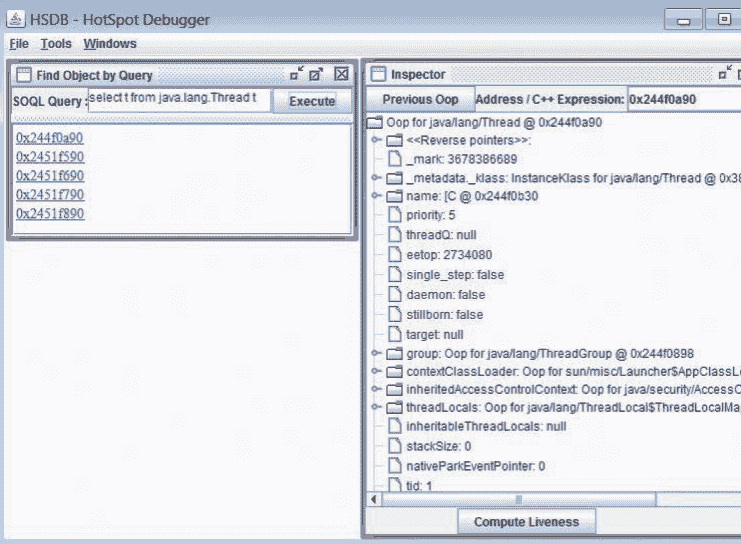 HSDB - HotSpot Debugger
File Tools Windows
Find Object by Query
SOQL Query : select t from java.lang.Thread t Execute
0x244f0a90
0x2451f590
0x2451f690
0x2451f790
0x2451f890
Inspector
Previous Oop Address / C++ Expression: 0x244f0a90
Oop for java/lang/Thread @ 0x244f0a90
<<Reverse pointers>>:
_mark: 3678386689
_metadata._klass: InstanceKlass for java/lang/Thread @ 0x38
name: [C @ 0x244f0b30
priority: 5
threadQ: null
eetop: 2734080
single_step: false
daemon: false
stillborn: false
target: null
group: Oop for java/lang/ThreadGroup @ 0x244f0898
contextClassLoader: Oop for sun/misc/Launcher$AppClassLo
inheritedAccessControlContext: Oop for java/security/AccessC
threadLocals: Oop for java/lang/ThreadLocal$ThreadLocalMa
inheritableThreadLocals: null
stackSize: 0
nativeParkEventPointer: 0
tid: 1
Compute Liveness